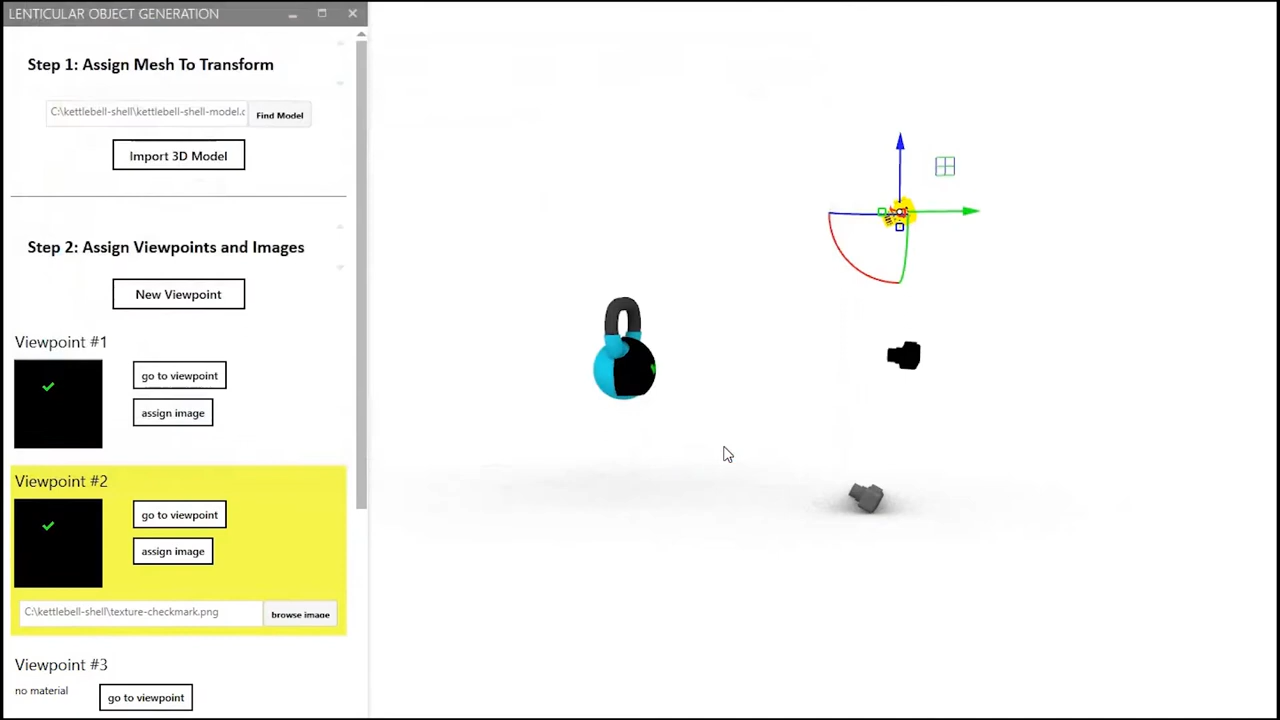 LENTICULAR OBJECT GENERATION
Step 1: Assign Mesh To Transform
C:\kettlebell-shell\kettlebell-shell-model.c
Find Model
Import 3D Model
Step 2: Assign Viewpoints and Images
New Viewpoint
Viewpoint #1
go to viewpoint
assign image
Viewpoint #2
go to viewpoint
assign image
C:\kettlebell-shell\texture-checkmark.png
browse image
Viewpoint #3
no material
go to viewpoint